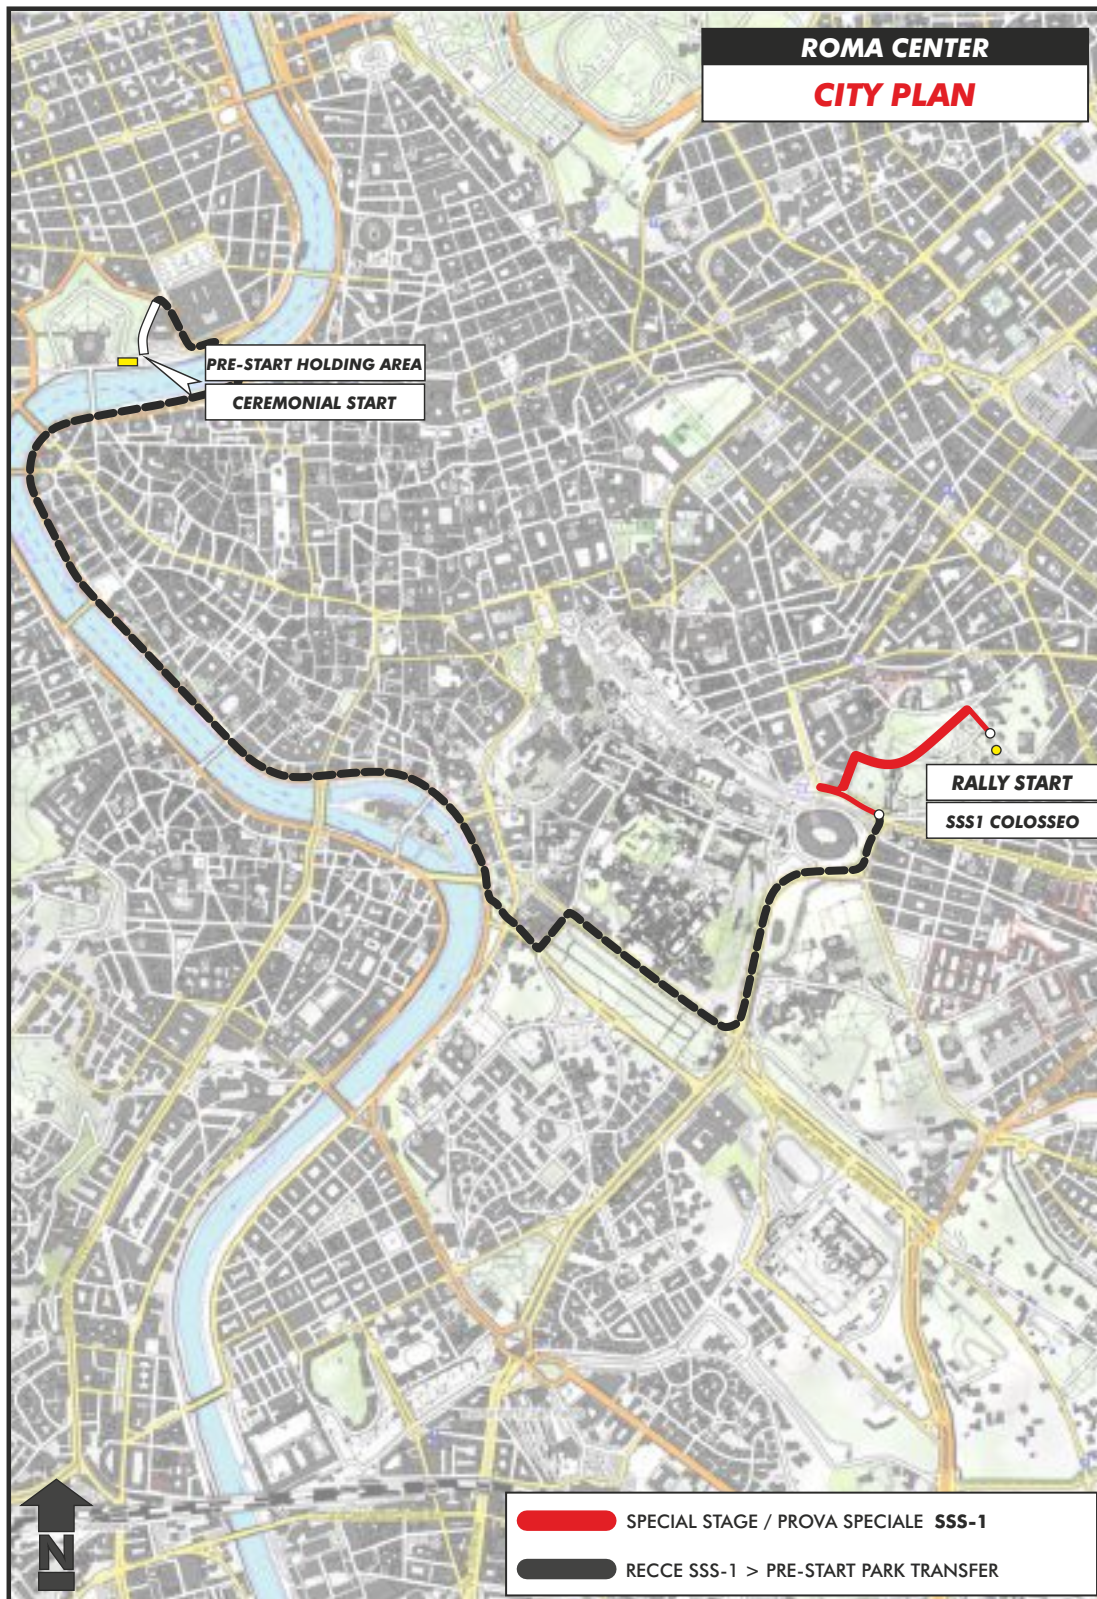 ROMA CENTER
CITY PLAN
PRE-START HOLDING AREA
CEREMONIAL START
RALLY START
SSS1 COLOSSEO
SPECIAL STAGE / PROVA SPECIALE SSS-1
RECCE SSS-1 > PRE-START PARK TRANSFER
N